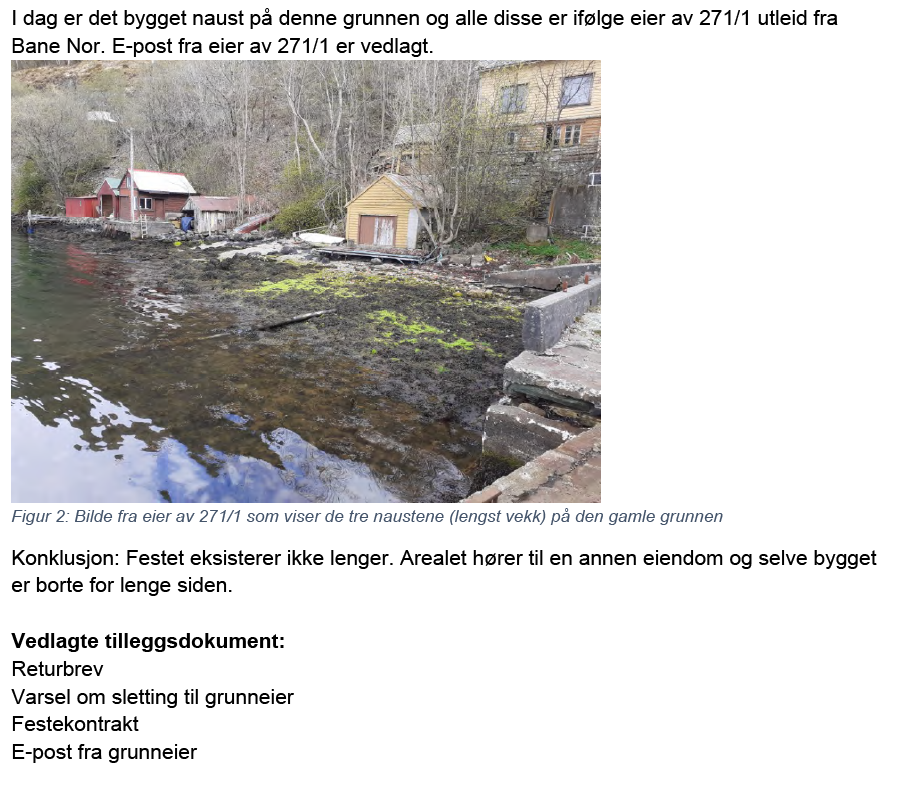 I dag er det bygget naust på denne grunnen og alle disse er ifølge eier av 271/1 utleid fra
Bane Nor. E-post fra eier av 271/1 er vedlagt.
Figur 2: Bilde fra eier av 271/1 som viser de tre naustene (lengst vekk) på den gamle grunnen
Konklusjon: Festet eksisterer ikke lenger. Arealet hører til en annen eiendom og selve bygget
er borte for lenge siden.
Vedlagte tilleggsdokument:
Returbrev
Varsel om sletting til grunneier
Festekontrakt
E-post fra grunneier